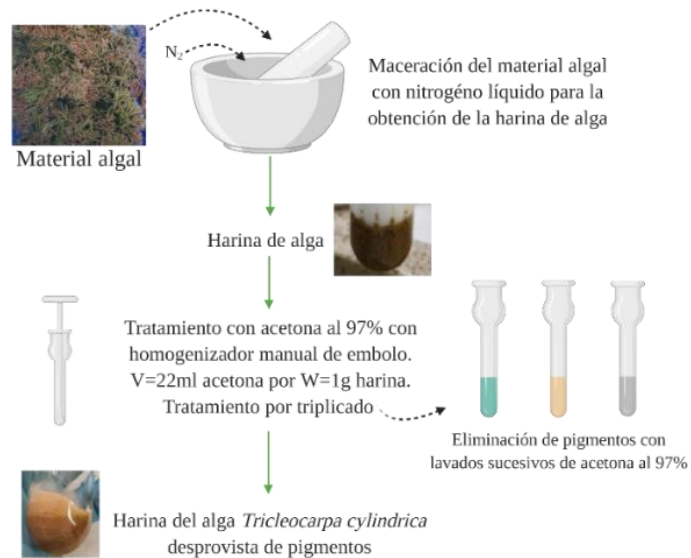 N2
Material algal
Maceración del material algal
con nitrogéno líquido para la
obtención de la harina de alga
Harina de alga
Tratamiento con acetona al 97% con
homogenizador manual de embolo.
V=22ml acetona por W=1g harina.
Tratamiento por triplicado
Eliminación de pigmentos con
lavados sucesivos de acetona al 97%
Harina del alga Tricleocarpa cylindrica
desprovista de pigmentos